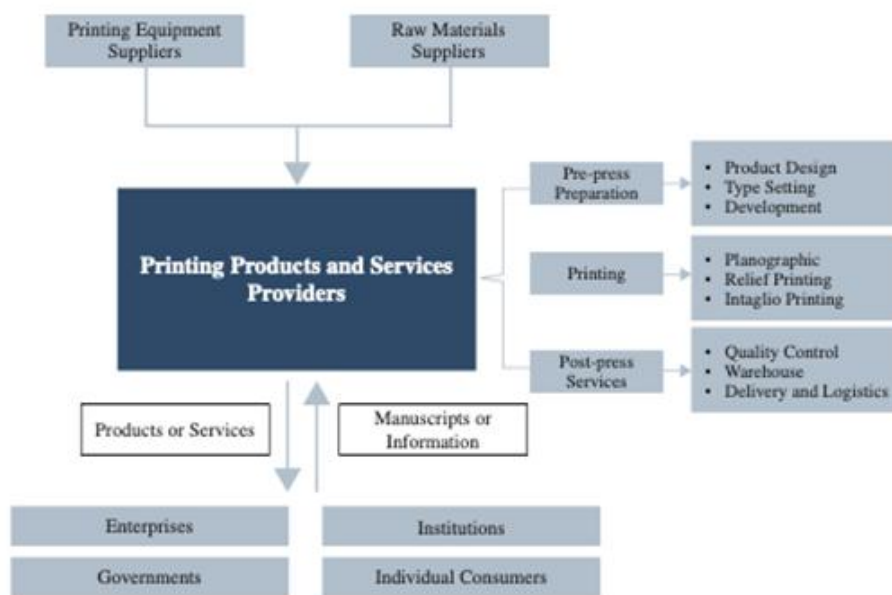 Printing Equipment
Suppliers
Raw Materials
Suppliers
Printing Products and Services
Providers
Pre-press
Preparation
• Product Design
• Type Setting
• Development
Printing
• Planographic
• Relief Printing
• Intaglio Printing
Post-press
Services
• Quality Control
• Warehouse
• Delivery and Logistics
Products or Services
Manuscripts or
Information
Enterprises
Institutions
Governments
Individual Consumers